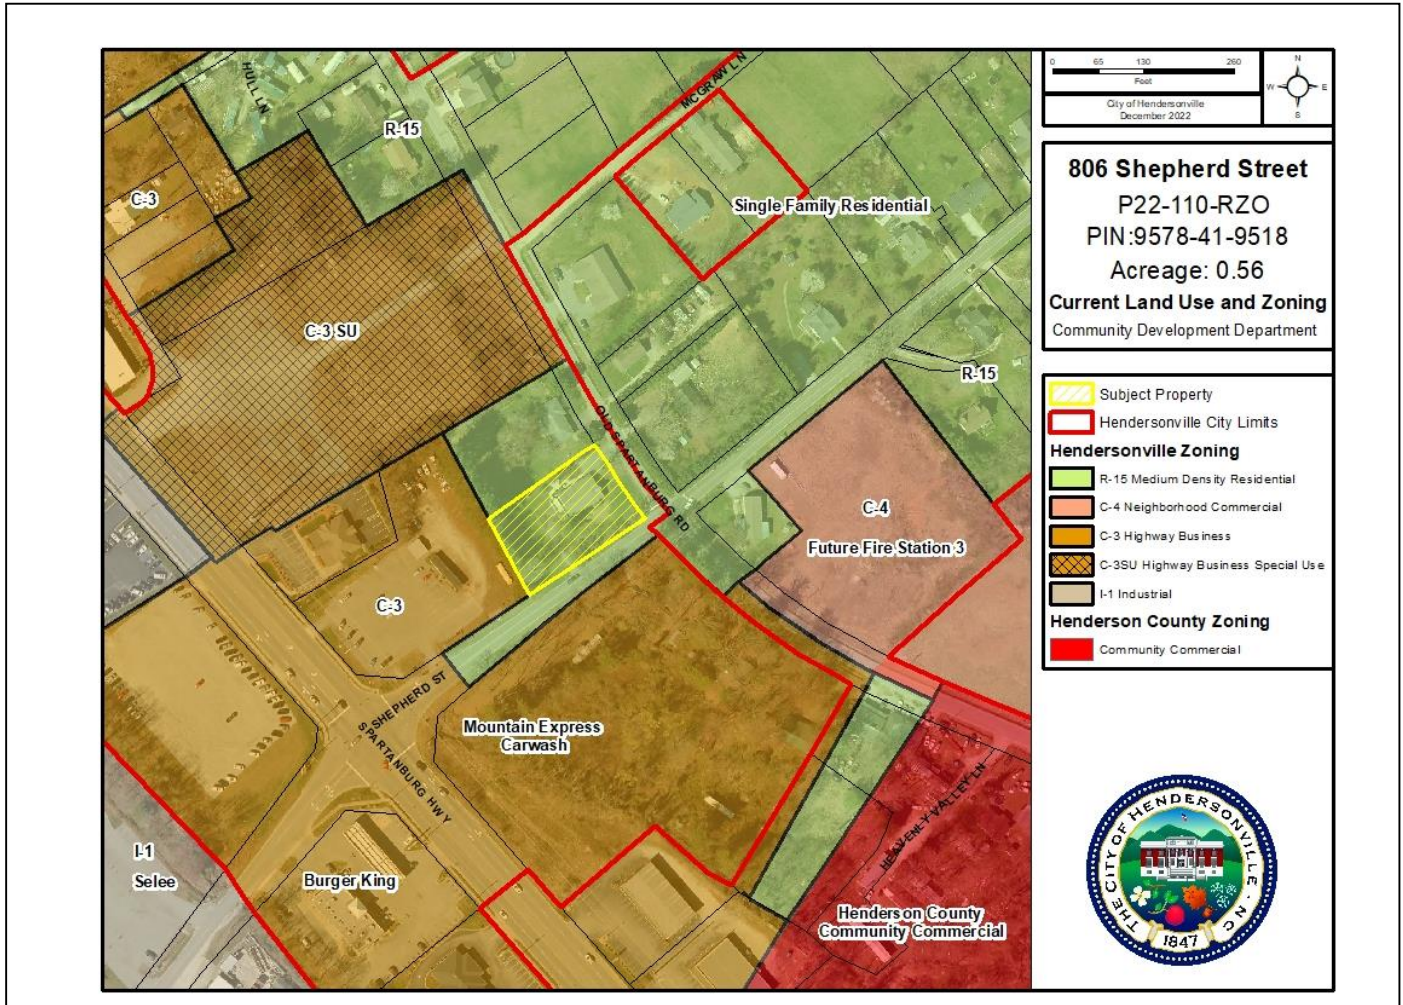 HULL LN
R-15
MCGRAW LN
C-3
Single Family Residential
C-3 SU
R-15
OLD SPARTANBURG RD
C-4
Future Fire Station 3
C-3
S SHEPHERD ST
SPARTANBURG HWY
Mountain Express
Carwash
HEAVENLY VALLEY LN
I-1
Selee
Burger King
Henderson County
Community Commercial
0 65 130 260
Feet
City of Hendersonville
December 2022
N
W E
S
806 Shepherd Street
P22-110-RZO
PIN:9578-41-9518
Acreage: 0.56
Current Land Use and Zoning
Community Development Department
Subject Property
Hendersonville City Limits
Hendersonville Zoning
R-15 Medium Density Residential
C-4 Neighborhood Commercial
C-3 Highway Business
C-3SU Highway Business Special Use
I-1 Industrial
Henderson County Zoning
Community Commercial
THE CITY OF HENDERSONVILLE · NC
1847